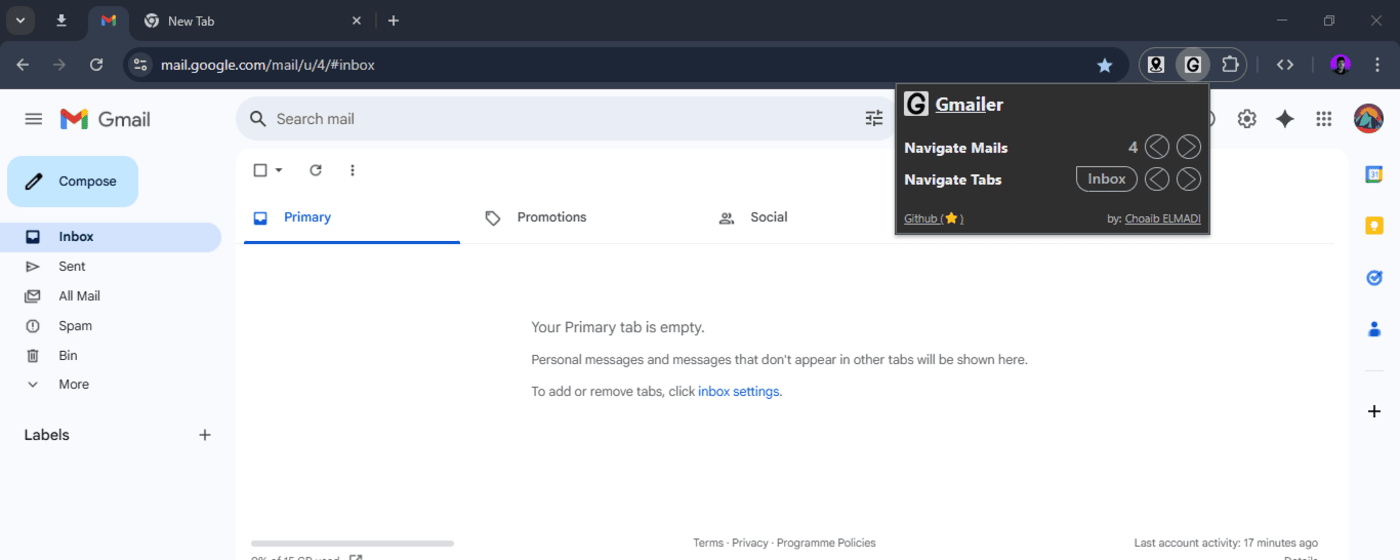 New Tab
mail.google.com/mail/u/4/#inbox
Gmail
Search mail
G Gmailer
Navigate Mails 4
Navigate Tabs Inbox
Github (⭐) by: Choaib ELMADI
Compose
Primary Promotions Social
Inbox
Sent
All Mail
Spam
Bin
More
Labels
Your Primary tab is empty.
Personal messages and messages that don't appear in other tabs will be shown here.
To add or remove tabs, click inbox settings.
Terms · Privacy · Programme Policies
Last account activity: 17 minutes ago